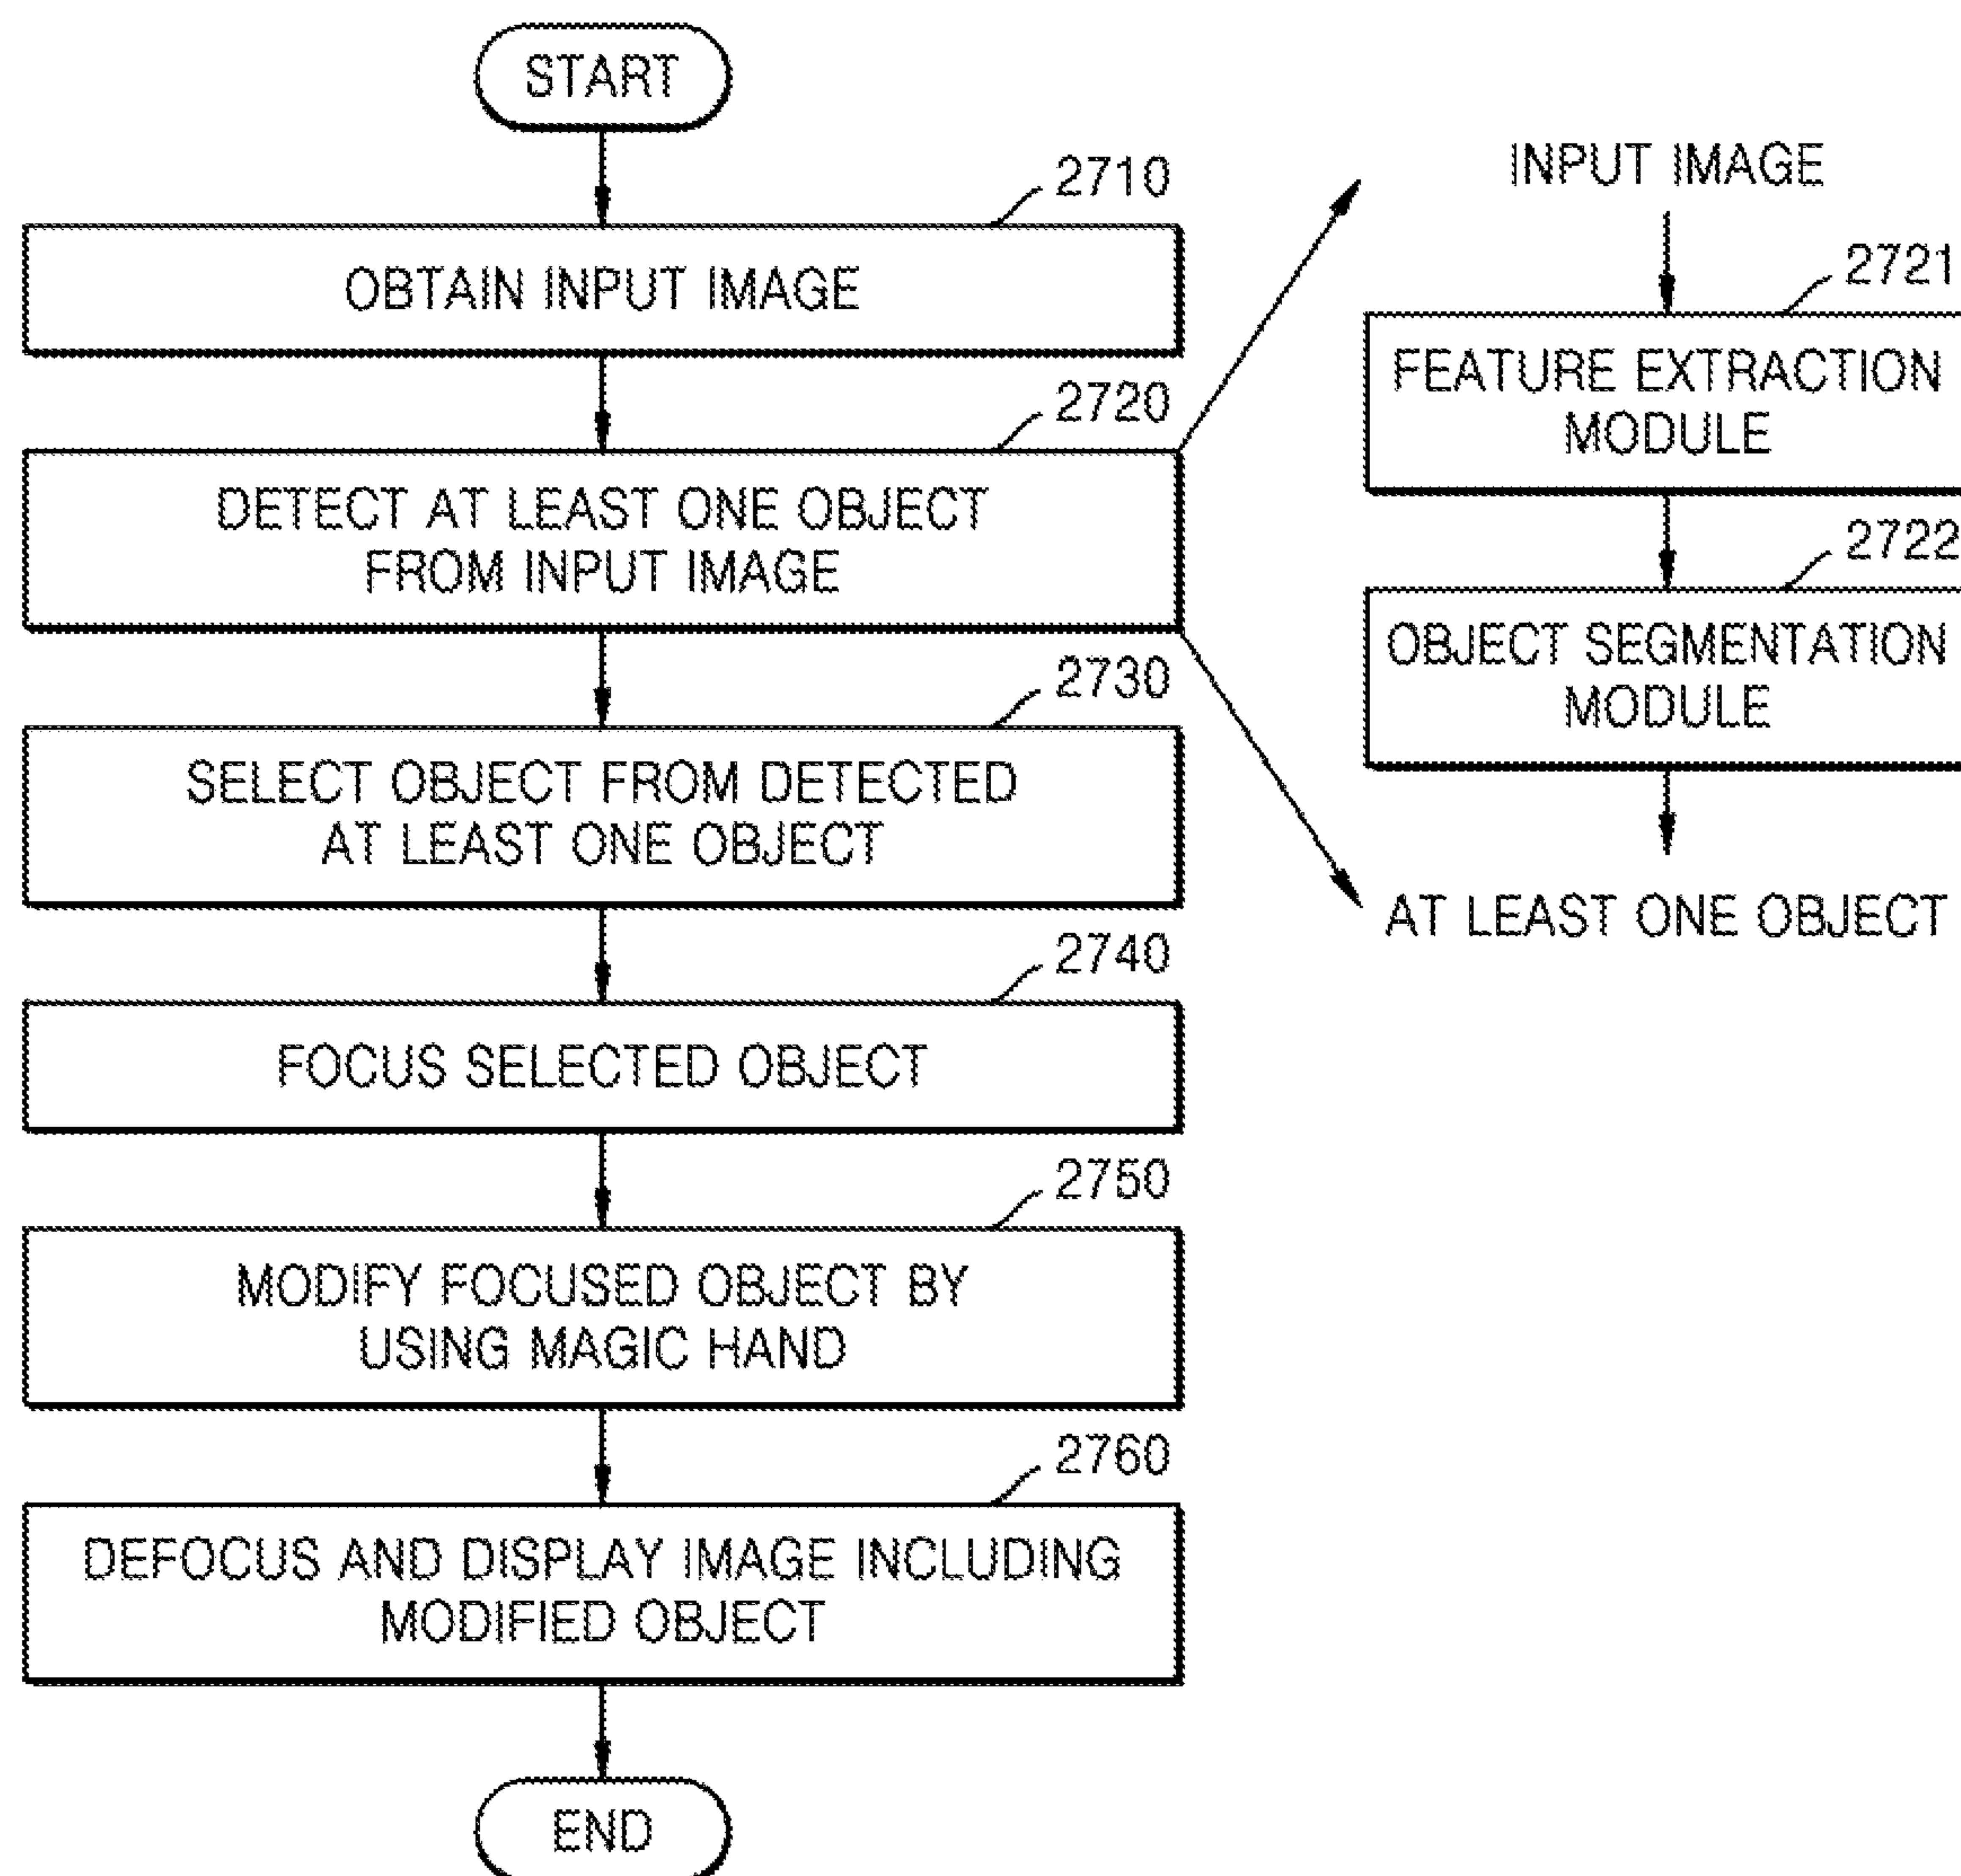 START
2710
OBTAIN INPUT IMAGE
2720
DETECT AT LEAST ONE OBJECT
FROM INPUT IMAGE
2730
SELECT OBJECT FROM DETECTED
AT LEAST ONE OBJECT
2740
FOCUS SELECTED OBJECT
2750
MODIFY FOCUSED OBJECT BY
USING MAGIC HAND
2760
DEFOCUS AND DISPLAY IMAGE INCLUDING
MODIFIED OBJECT
END
INPUT IMAGE
2721
FEATURE EXTRACTION
MODULE
2722
OBJECT SEGMENTATION
MODULE
AT LEAST ONE OBJECT